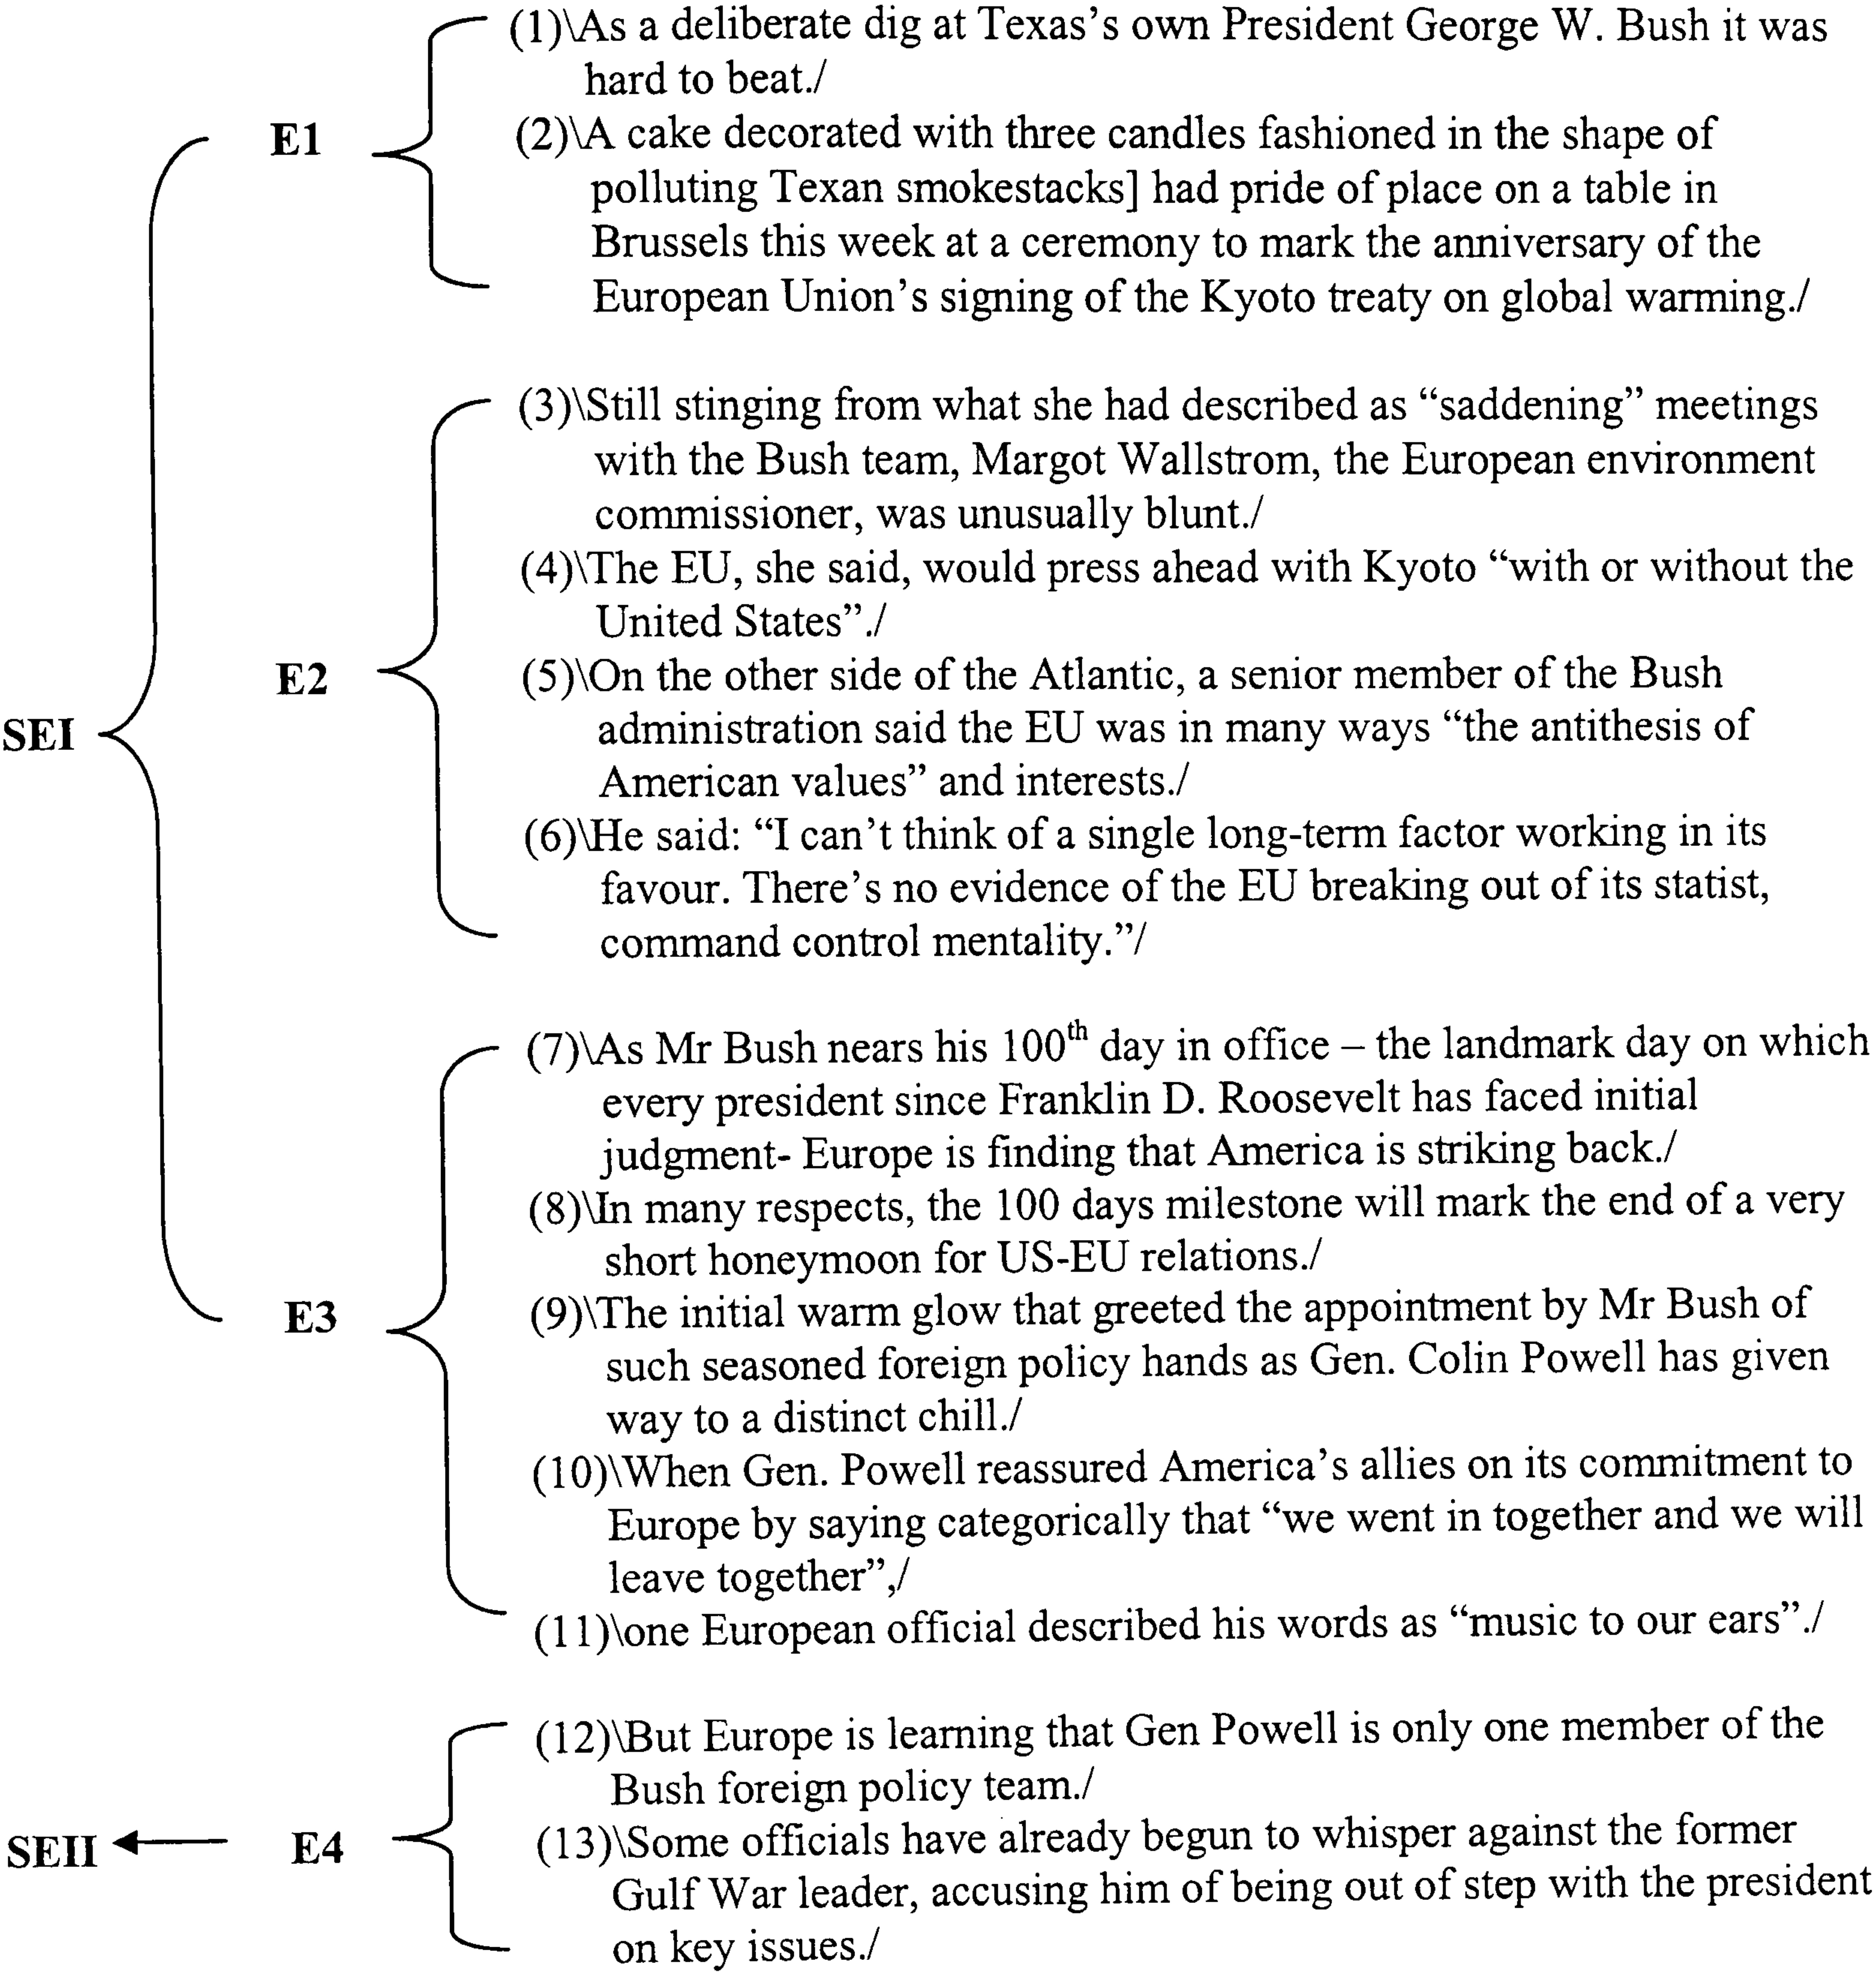 (1)\As a deliberate dig at Texas's own President George W. Bush it was
hard to beat./
E1
(2)\A cake decorated with three candles fashioned in the shape of
polluting Texan smokestacks] had pride of place on a table in
Brussels this week at a ceremony to mark the anniversary of the
European Union's signing of the Kyoto treaty on global warming./
(3)\Still stinging from what she had described as “saddening” meetings
with the Bush team, Margot Wallstrom, the European environment
commissioner, was unusually blunt./
(4)\The EU, she said, would press ahead with Kyoto “with or without the
United States”./
E2
(5)\On the other side of the Atlantic, a senior member of the Bush
administration said the EU was in many ways “the antithesis of
American values” and interests./
SEI
(6)\He said: “I can't think of a single long-term factor working in its
favour. There's no evidence of the EU breaking out of its statist,
command control mentality.”/
(7)\As Mr Bush nears his 100th day in office – the landmark day on which
every president since Franklin D. Roosevelt has faced initial
judgment- Europe is finding that America is striking back./
(8)\In many respects, the 100 days milestone will mark the end of a very
short honeymoon for US-EU relations./
E3
(9)\The initial warm glow that greeted the appointment by Mr Bush of
such seasoned foreign policy hands as Gen. Colin Powell has given
way to a distinct chill./
(10)\When Gen. Powell reassured America's allies on its commitment to
Europe by saying categorically that “we went in together and we will
leave together”,/
(11)\one European official described his words as “music to our ears”./
(12)\But Europe is learning that Gen Powell is only one member of the
Bush foreign policy team./
SEII
E4
(13)\Some officials have already begun to whisper against the former
Gulf War leader, accusing him of being out of step with the president
on key issues./